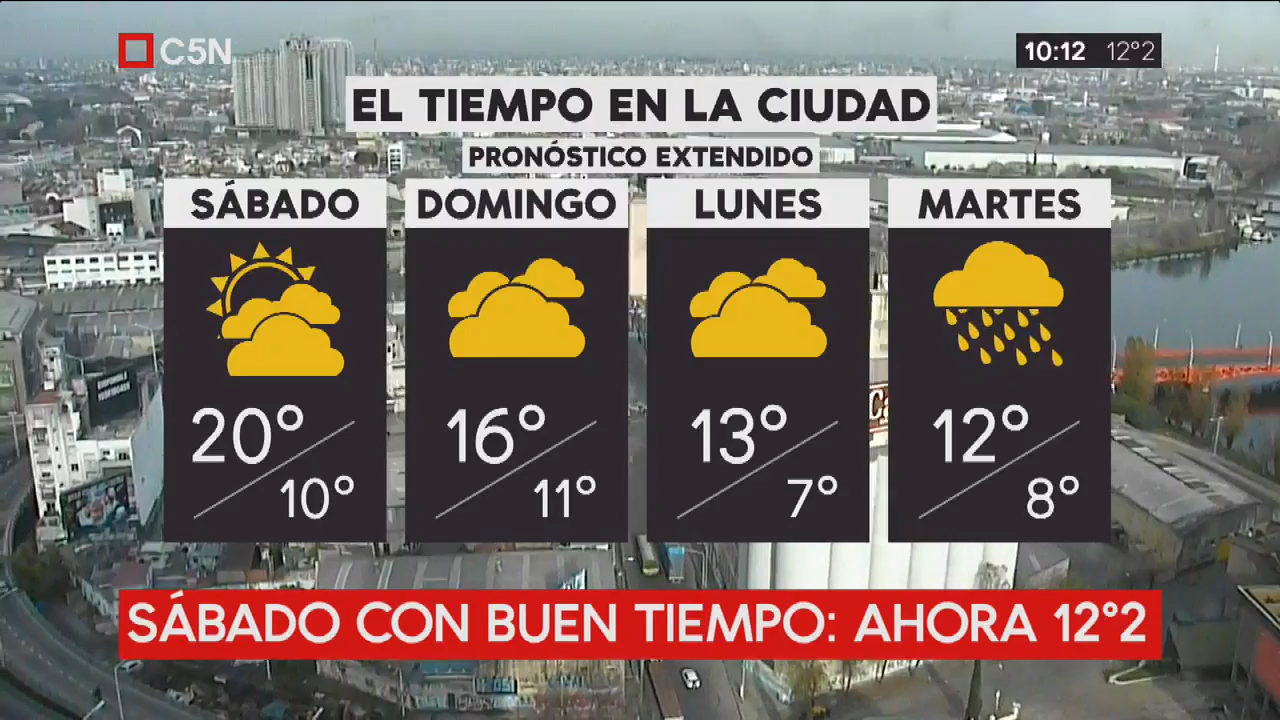 C5N
10:12 12°2
EL TIEMPO EN LA CIUDAD
PRONÓSTICO EXTENDIDO
SÁBADO DOMINGO LUNES MARTES
20° 16° 13° 12°
10° 11° 7° 8°
SÁBADO CON BUEN TIEMPO: AHORA 12°2